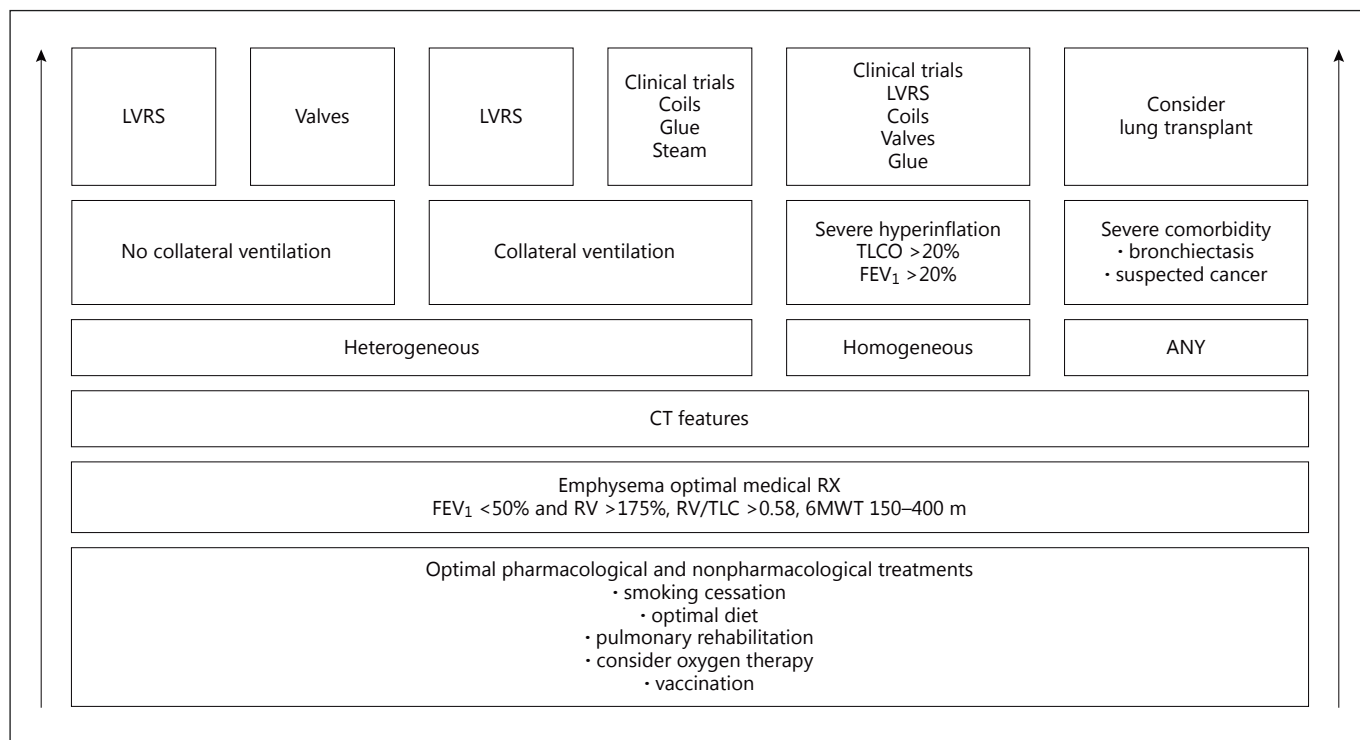 LVRS
Valves
LVRS
Clinical trials
Coils
Glue
Steam
Clinical trials
LVRS
Coils
Valves
Glue
Consider
lung transplant
No collateral ventilation
Collateral ventilation
Severe hyperinflation
TLCO >20%
FEV₁ >20%
Severe comorbidity
· bronchiectasis
· suspected cancer
Heterogeneous
Homogeneous
ANY
CT features
Emphysema optimal medical RX
FEV₁ <50% and RV >175%, RV/TLC >0.58, 6MWT 150–400 m
Optimal pharmacological and nonpharmacological treatments
· smoking cessation
· optimal diet
· pulmonary rehabilitation
· consider oxygen therapy
· vaccination